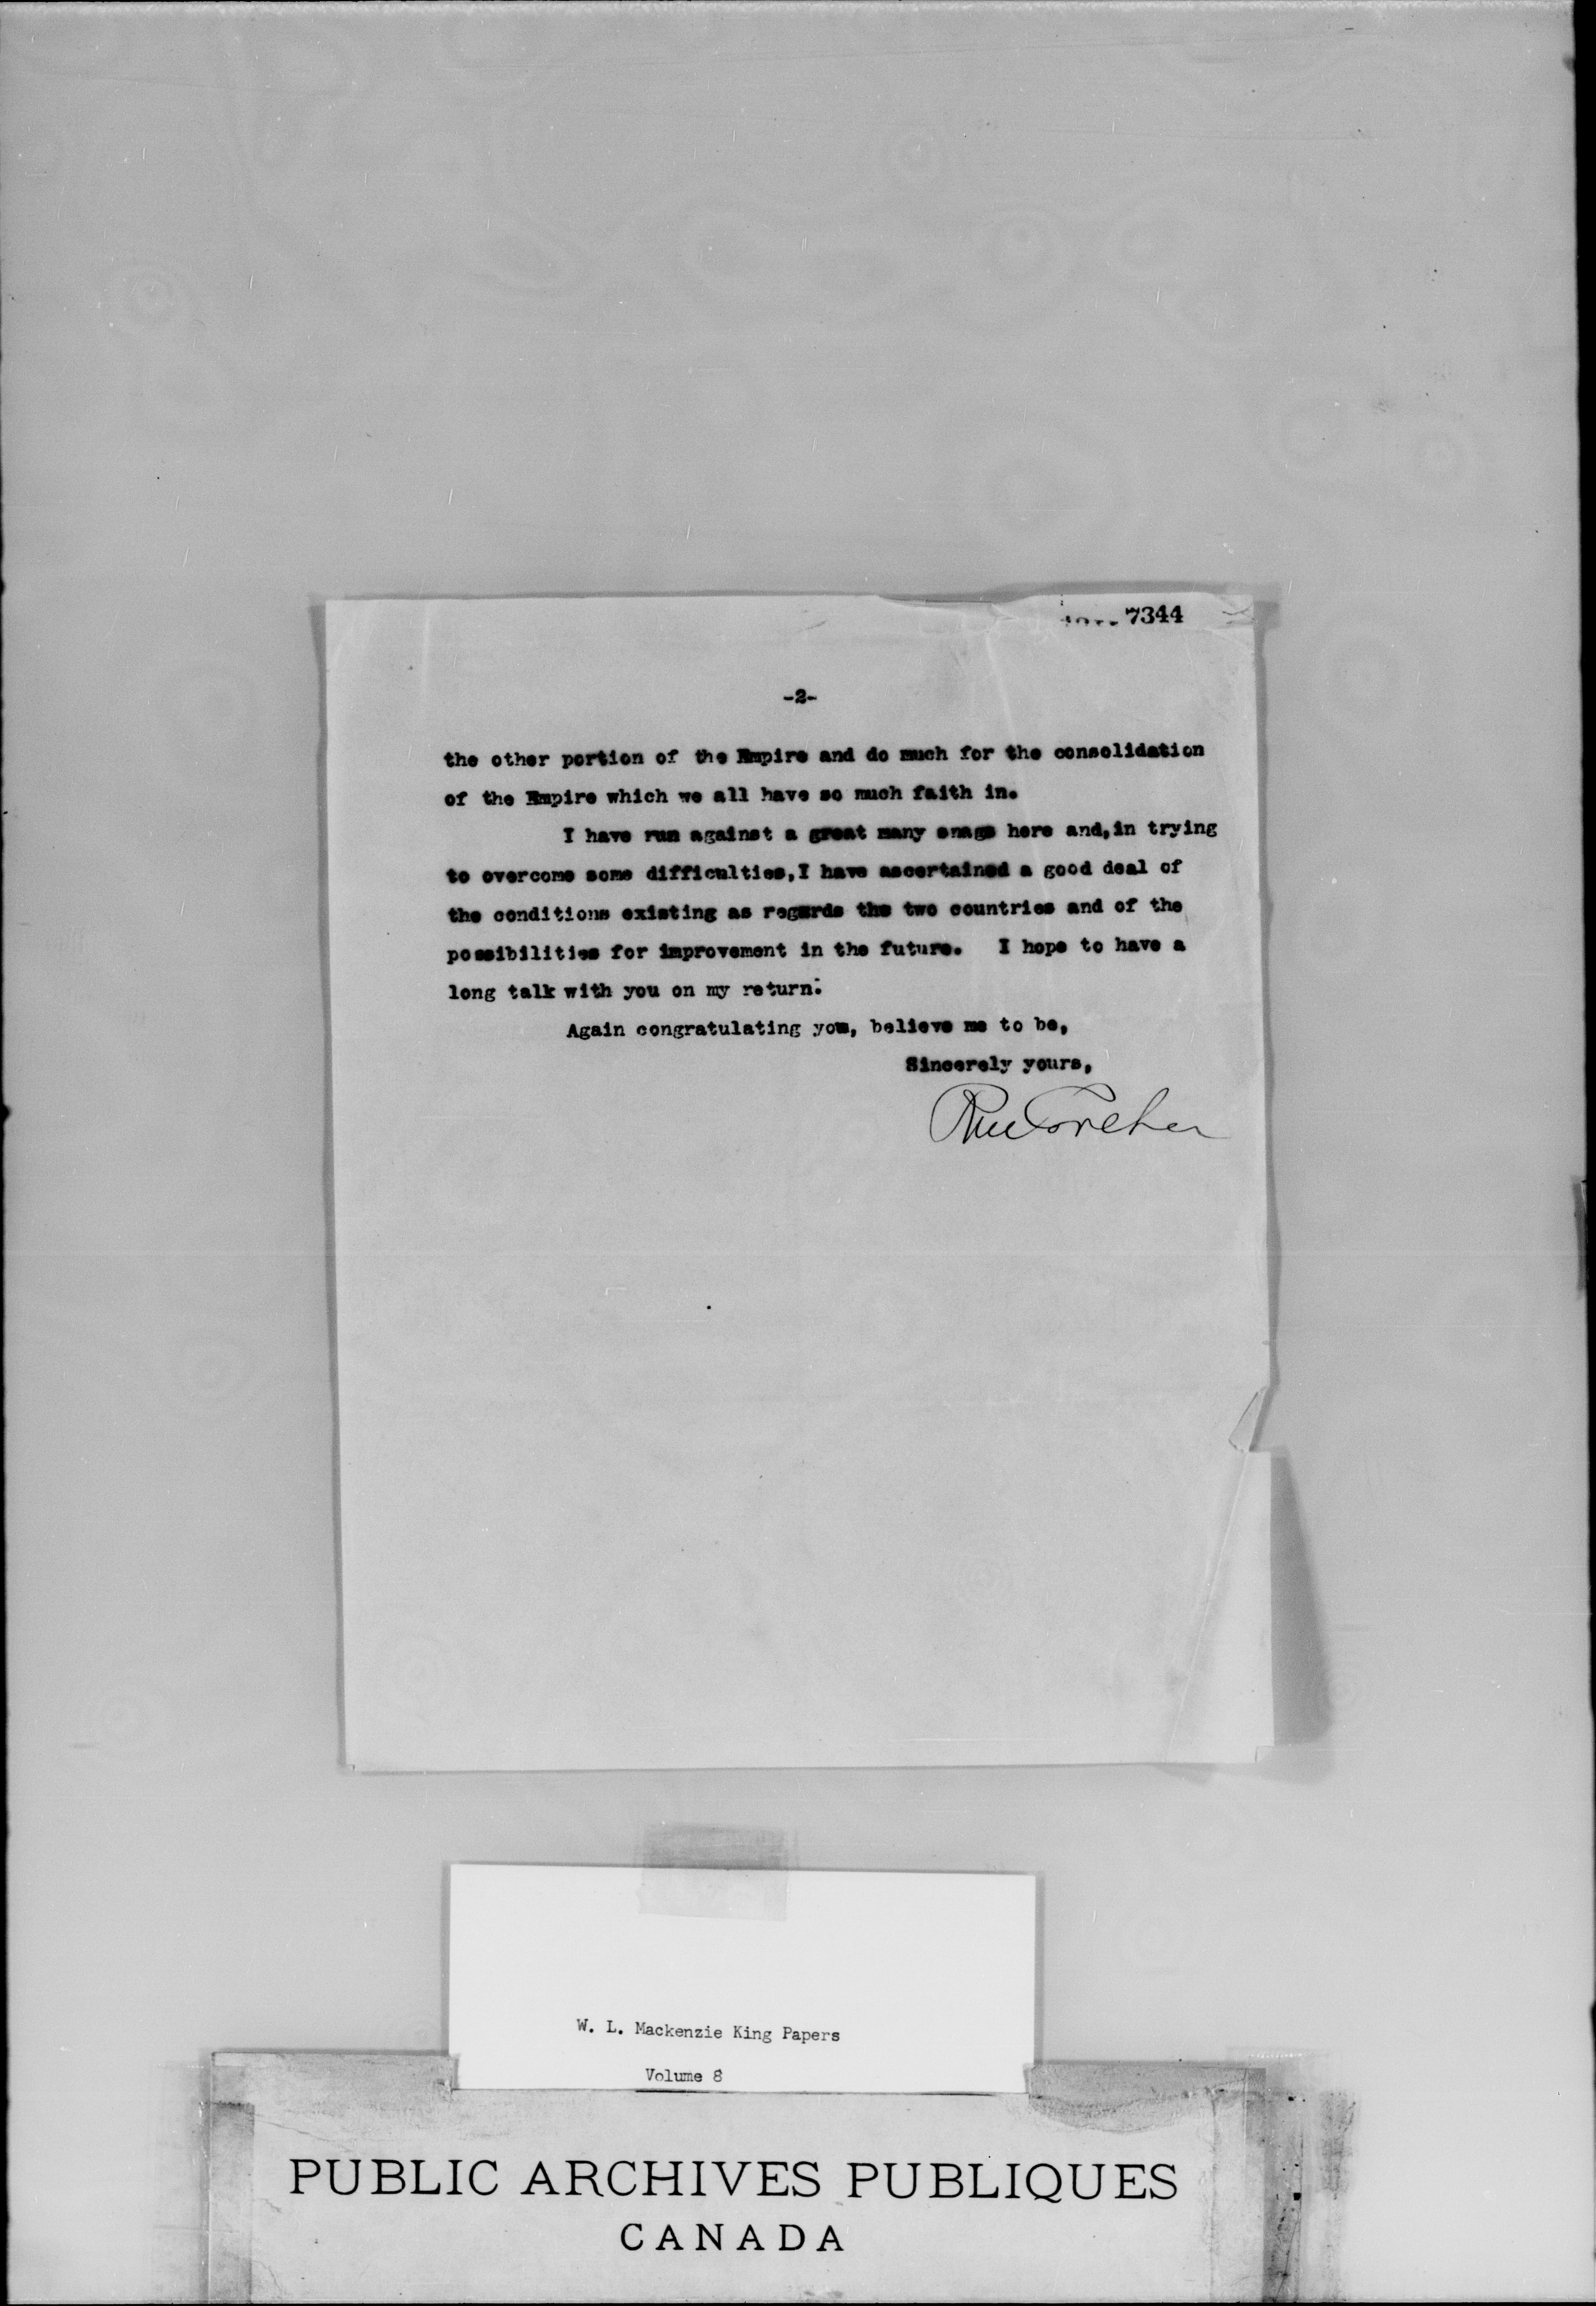 7344
-2-
the other portion of the Empire and do much for the consolidation
of the Empire which we all have so much faith in.
I have run against a great many snags here and, in trying
to overcome some difficulties, I have ascertained a good deal of
the conditions existing as regards the two countries and of the
possibilities for improvement in the future. I hope to have a
long talk with you on my return.
Again congratulating you, believe me to be,
Sincerely yours,
W. L. Mackenzie King Papers
Volume 8
PUBLIC ARCHIVES PUBLIQUES
CANADA